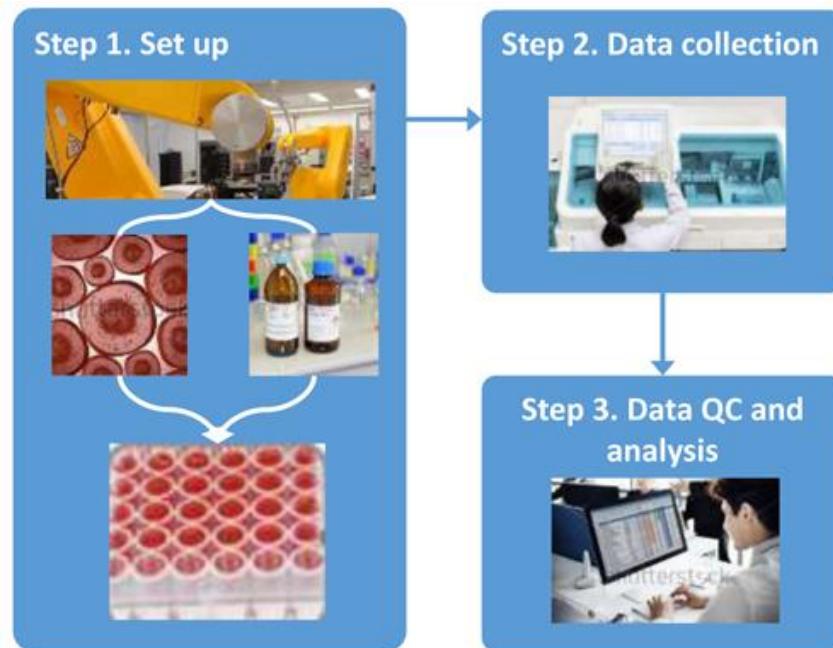 Step 1. Set up
Step 2. Data collection
Step 3. Data QC and
analysis